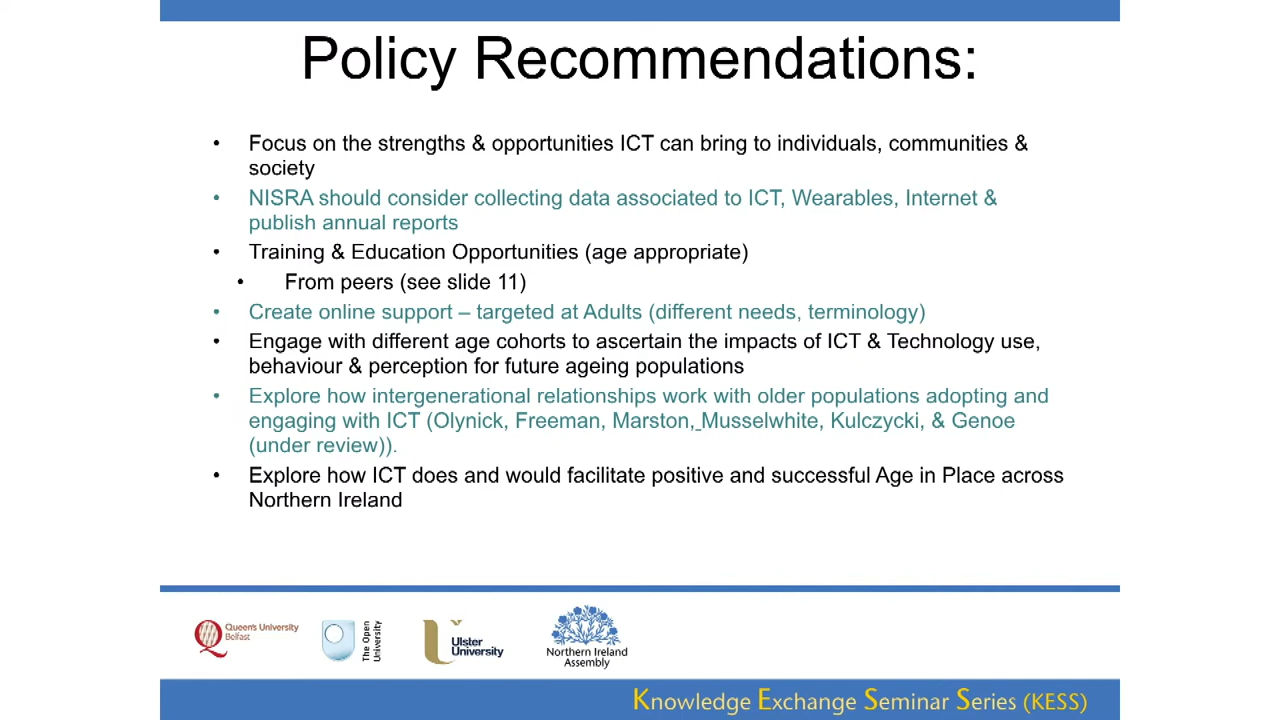 Policy Recommendations:
• Focus on the strengths & opportunities ICT can bring to individuals, communities &
society
• NISRA should consider collecting data associated to ICT, Wearables, Internet &
publish annual reports
• Training & Education Opportunities (age appropriate)
• From peers (see slide 11)
• Create online support – targeted at Adults (different needs, terminology)
• Engage with different age cohorts to ascertain the impacts of ICT & Technology use,
behaviour & perception for future ageing populations
• Explore how intergenerational relationships work with older populations adopting and
engaging with ICT (Olynick, Freeman, Marston, Musselwhite, Kulczycki, & Genoe
(under review)).
• Explore how ICT does and would facilitate positive and successful Age in Place across
Northern Ireland
Queen's University
Belfast
The Open
University
Ulster
University
Northern Ireland
Assembly
Knowledge Exchange Seminar Series (KESS)